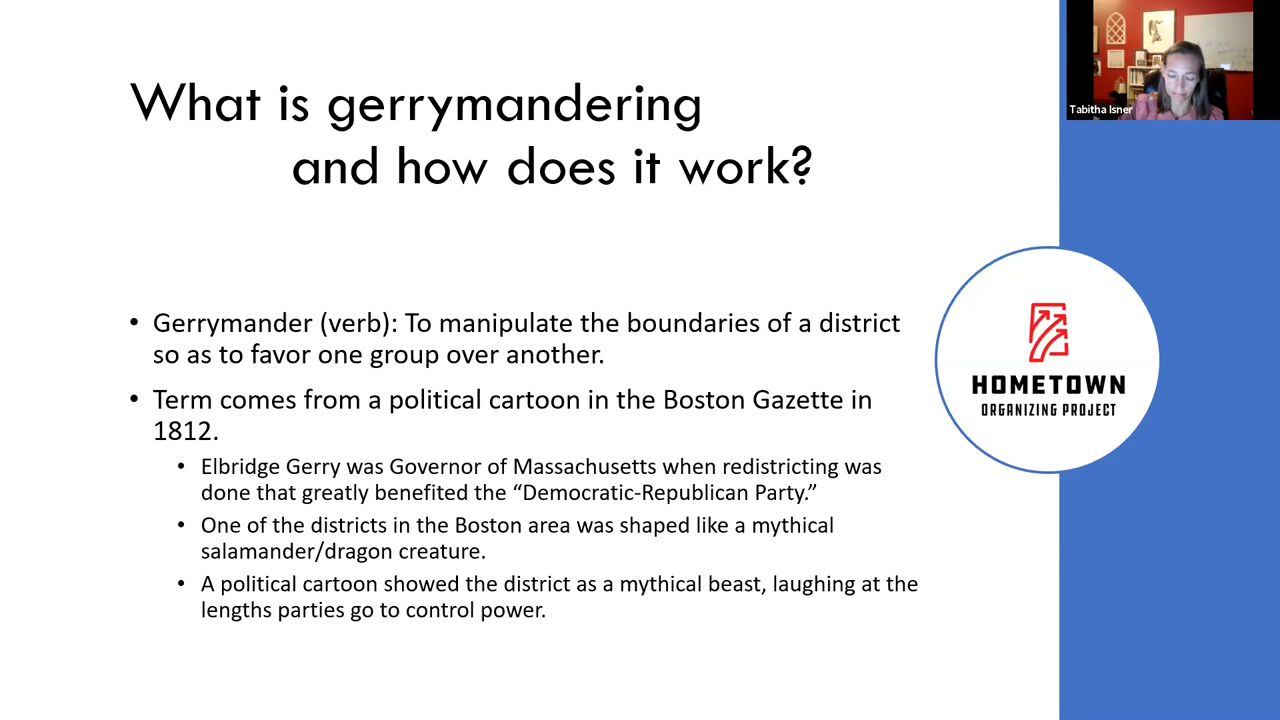 What is gerrymandering
and how does it work?
Tabitha Isner
• Gerrymander (verb): To manipulate the boundaries of a district
so as to favor one group over another.
• Term comes from a political cartoon in the Boston Gazette in
1812.
• Elbridge Gerry was Governor of Massachusetts when redistricting was
done that greatly benefited the “Democratic-Republican Party.”
• One of the districts in the Boston area was shaped like a mythical
salamander/dragon creature.
• A political cartoon showed the district as a mythical beast, laughing at the
lengths parties go to control power.
HOMETOWN
ORGANIZING PROJECT